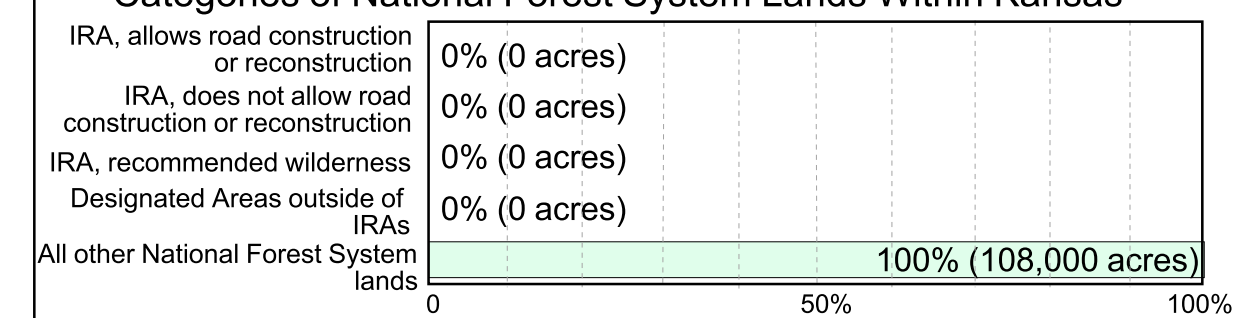 Categories of National Forest System Lands Within Kansas
IRA, allows road construction
or reconstruction
0% (0 acres)
IRA, does not allow road
construction or reconstruction
0% (0 acres)
IRA, recommended wilderness
0% (0 acres)
Designated Areas outside of
IRAs
0% (0 acres)
All other National Forest System
lands
100% (108,000 acres)
0
50%
100%